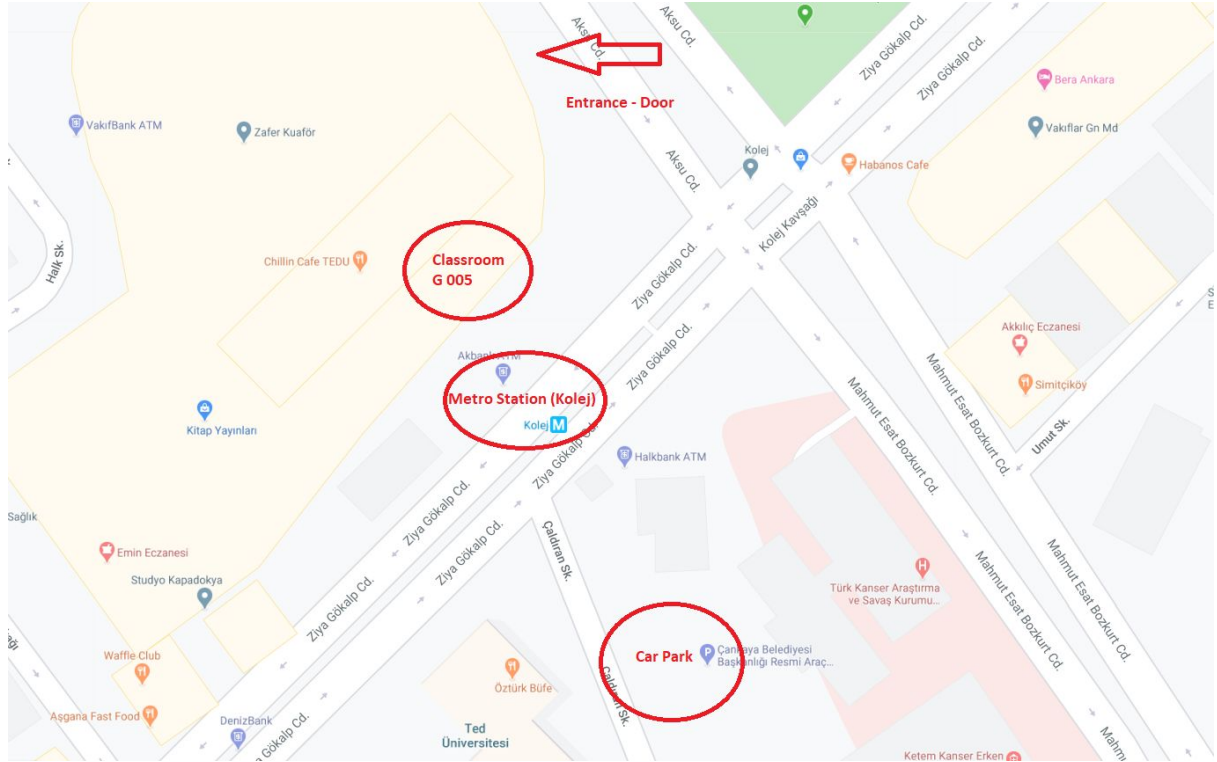 Aksu Cd.
Aksu Cd.
Ziya Gökalp Cd.
Ziya Gökalp Cd.
Bera Ankara
Entrance - Door
VakıfBank ATM
Zafer Kuaför
Vakıflar Gn Md
Aksu Cd.
Kolej
Habanos Cafe
Kolej Kavşağı
Halk Sk.
Chillin Cafe TEDU
Classroom
G 005
Ziya Gökalp Cd.
Ziya Gökalp Cd.
Akkılıç Eczanesi
Akbank ATM
Metro Station (Kolej)
Kolej M
Simitçiköy
Mahmut Esat Bozkurt Cd.
Mahmut Esat Bozkurt Cd.
Umut Sk.
Kitap Yayınları
Ziya Gökalp Cd.
Halkbank ATM
Sağlık
Ziya Gökalp Cd.
Ziya Gökalp Cd.
Çaldıran Sk.
Emin Eczanesi
Studyo Kapadokya
Türk Kanser Araştırma
ve Savaş Kurumu...
Mahmut Esat Bozkurt Cd.
Mahmut Esat Bozkurt Cd.
Ziya Gökalp Cd.
Waffle Club
Car Park
P Çankaya Belediyesi
Başkanlığı Resmi Araç...
Çaldıran Sk.
Öztürk Büfe
Aşgana Fast Food
DenizBank
Ted
Üniversitesi
Ziya Gökalp Cd.
Ketem Kanser Erken